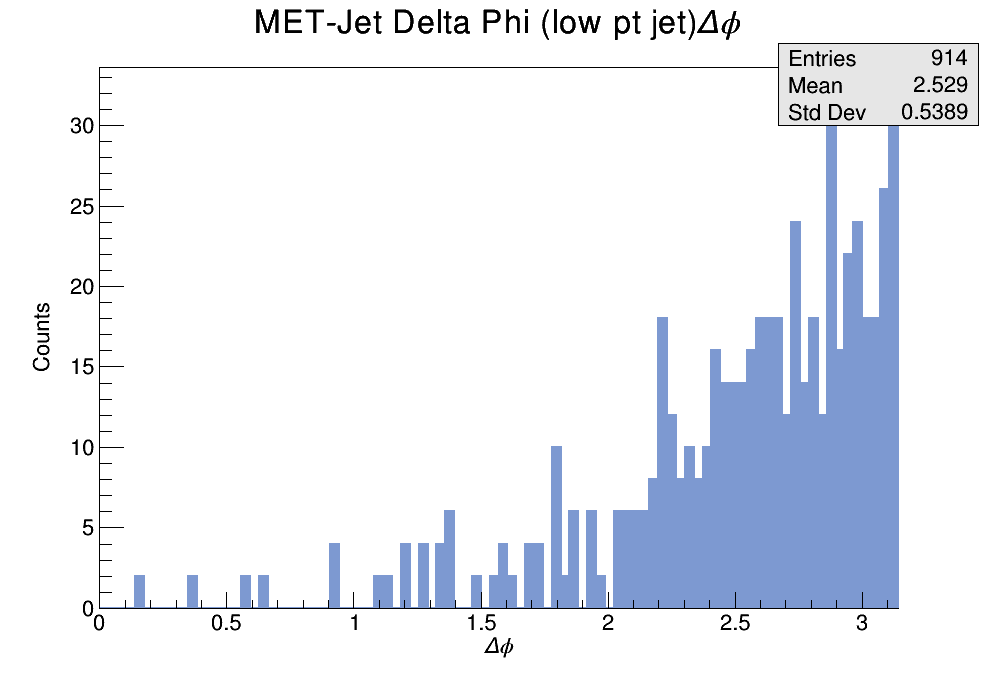 MET-Jet Delta Phi (low pt jet)Δϕ
Entries 914
Mean 2.529
Std Dev 0.5389
30
25
20
15
10
5
0
Counts
0 0.5 1 1.5 2 2.5 3
Δϕ